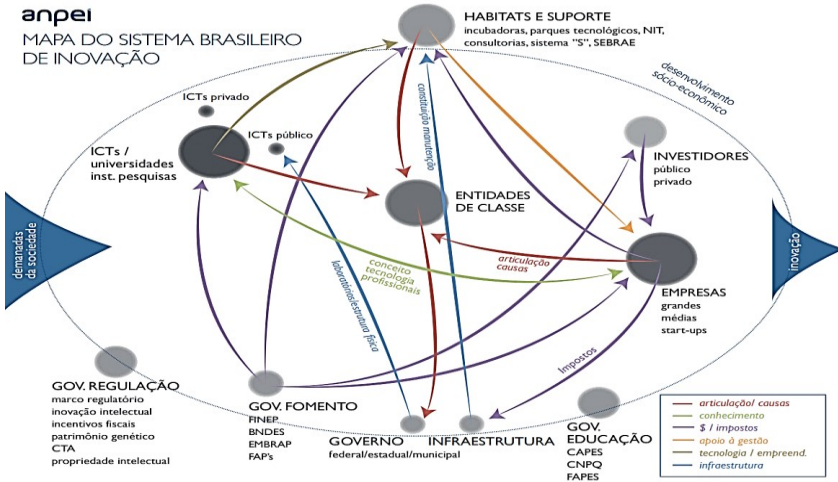 anpei
MAPA DO SISTEMA BRASILEIRO
DE INOVAÇÃO
HABITATS E SUPORTE
incubadoras, parques tecnológicos, NIT,
consultorias, sistema "S", SEBRAE
desenvolvimento
sócio-econômico
ICTs privado
ICTs público
ICTs /
universidades
inst. pesquisas
constituição manutenção
INVESTIDORES
público
privado
ENTIDADES
DE CLASSE
demandas
da sociedade
inovação
articulação
causas
conceito
tecnologia
profissionais
laboratórios/estrutura física
EMPRESAS
grandes
médias
start-ups
Impostos
GOV. REGULAÇÃO
marco regulatório
inovação intelectual
incentivos fiscais
patrimônio genético
CTA
propriedade intelectual
GOV. FOMENTO
FINEP
BNDES
EMBRAP
FAP's
GOVERNO
federal/estadual/municipal
INFRAESTRUTURA
GOV.
EDUCAÇÃO
CAPES
CNPQ
FAPES
articulação/ causas
conhecimento
$ / impostos
apoio à gestão
tecnologia / empreend.
infraestrutura